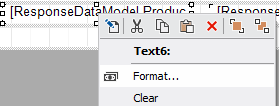 [ResponseDataModel.Produc [Respons
Text6:
Format...
Clear